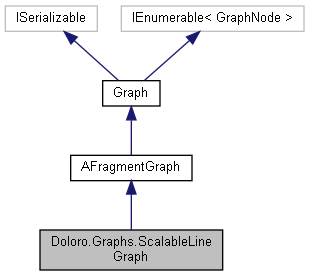 ISerializable
IEnumerable< GraphNode >
Graph
AFragmentGraph
Doloro.Graphs.ScalableLine
Graph